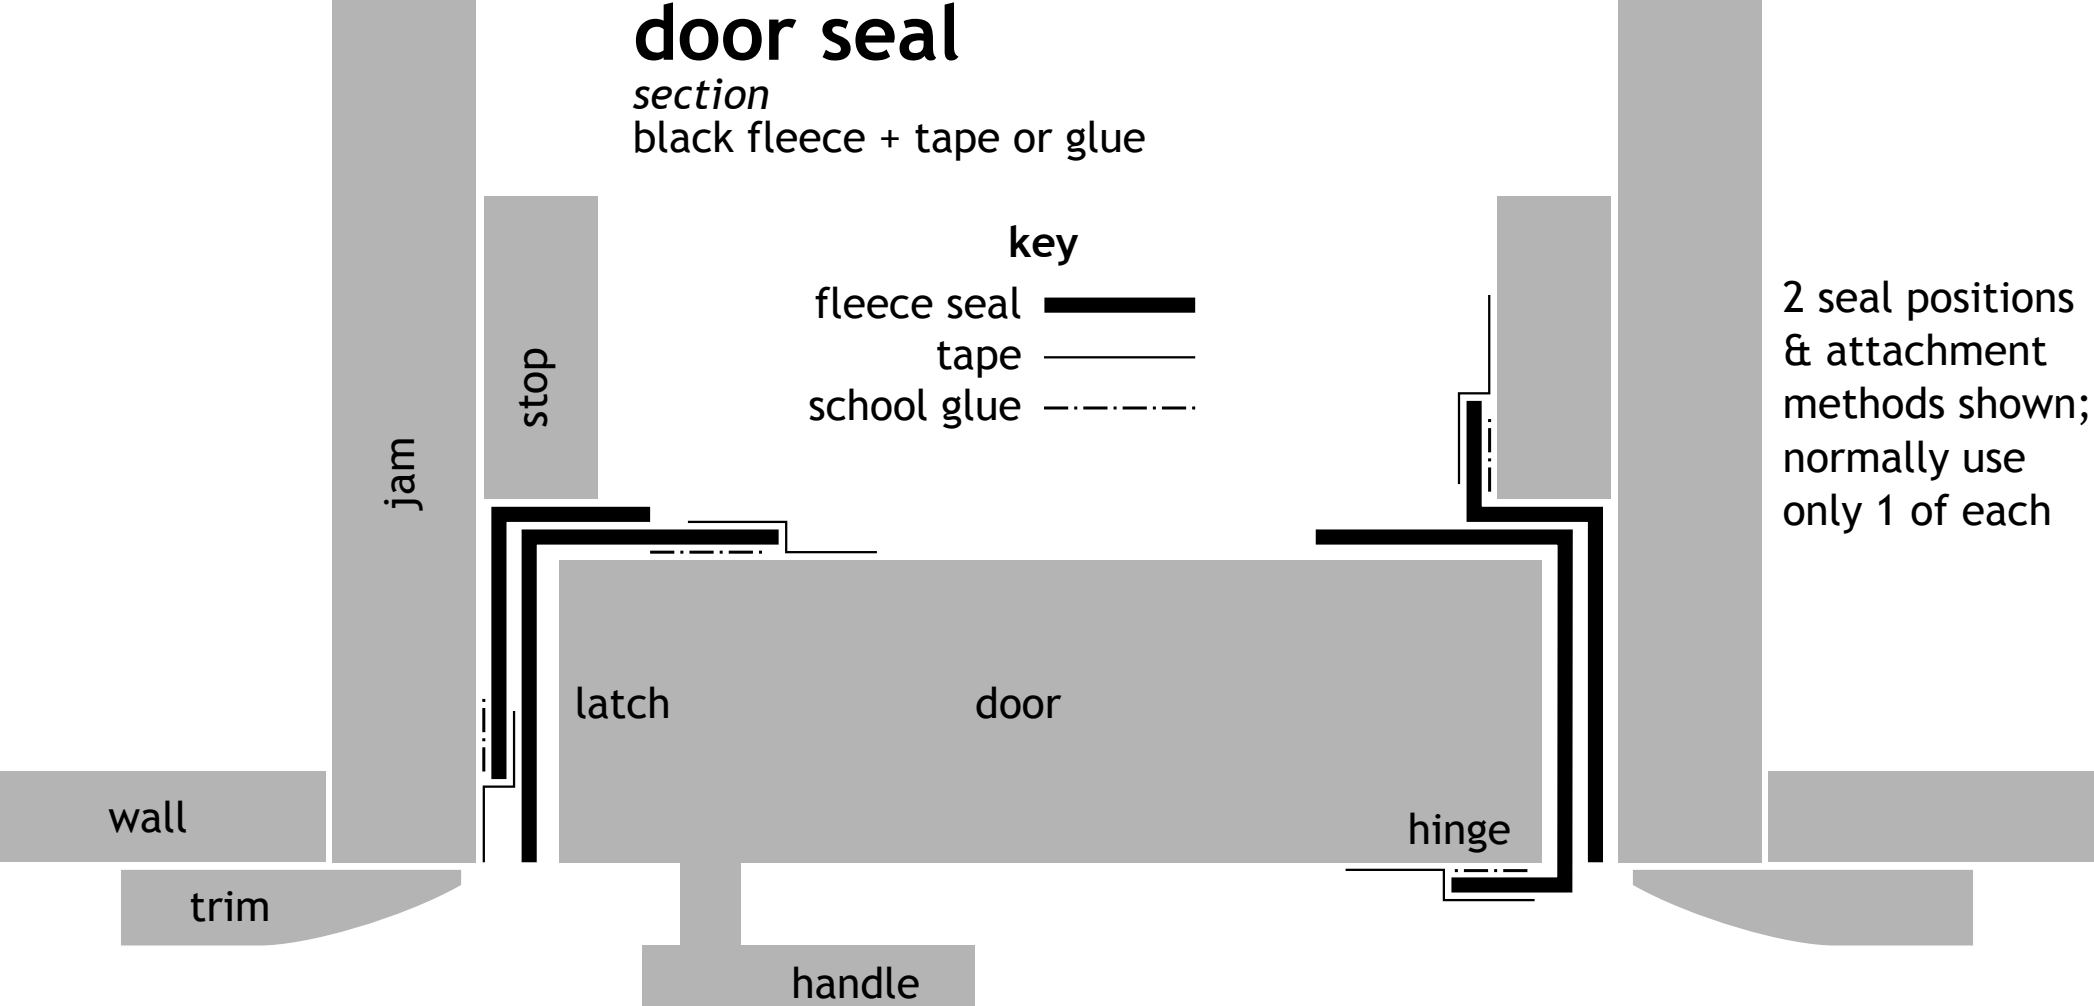 door seal
section
black fleece + tape or glue
key
fleece seal
tape
school glue
2 seal positions
& attachment
methods shown;
normally use
only 1 of each
stop
jam
latch
door
hinge
wall
trim
handle